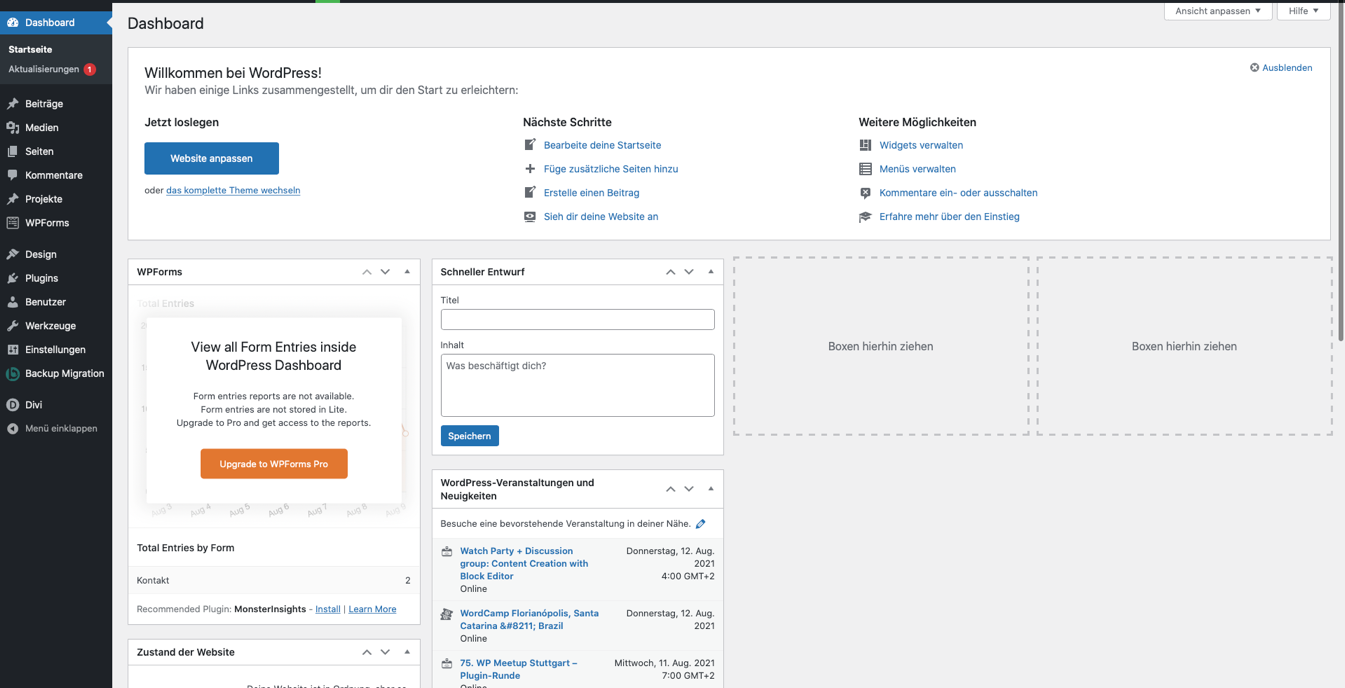 Dashboard
Startseite
Aktualisierungen 1
Beiträge
Medien
Seiten
Kommentare
Projekte
WPForms
Design
Plugins
Benutzer
Werkzeuge
Einstellungen
Backup Migration
Divi
Menü einklappen
Dashboard
Ansicht anpassen ▼
Hilfe ▼
Willkommen bei WordPress!
Wir haben einige Links zusammengestellt, um dir den Start zu erleichtern:
Ausblenden
Jetzt loslegen
Website anpassen
oder das komplette Theme wechseln
Nächste Schritte
Bearbeite deine Startseite
Füge zusätzliche Seiten hinzu
Erstelle einen Beitrag
Sieh dir deine Website an
Weitere Möglichkeiten
Widgets verwalten
Menüs verwalten
Kommentare ein- oder ausschalten
Erfahre mehr über den Einstieg
WPForms
Total Entries
View all Form Entries inside
WordPress Dashboard
Form entries reports are not available.
Form entries are not stored in Lite.
Upgrade to Pro and get access to the reports.
Upgrade to WPForms Pro
Aug 3 Aug 4 Aug 5 Aug 6 Aug 7 Aug 8 Aug 9
Total Entries by Form
Kontakt 2
Recommended Plugin: MonsterInsights - Install | Learn More
Zustand der Website
Schneller Entwurf
Titel
Inhalt
Was beschäftigt dich?
Speichern
WordPress-Veranstaltungen und
Neuigkeiten
Besuche eine bevorstehende Veranstaltung in deiner Nähe.
Watch Party + Discussion
group: Content Creation with
Block Editor
Online
Donnerstag, 12. Aug.
2021
4:00 GMT+2
WordCamp Florianópolis, Santa
Catarina &#8211; Brazil
Online
Donnerstag, 12. Aug.
2021
75. WP Meetup Stuttgart –
Plugin-Runde
Mittwoch, 11. Aug. 2021
7:00 GMT+2
Boxen hierhin ziehen
Boxen hierhin ziehen